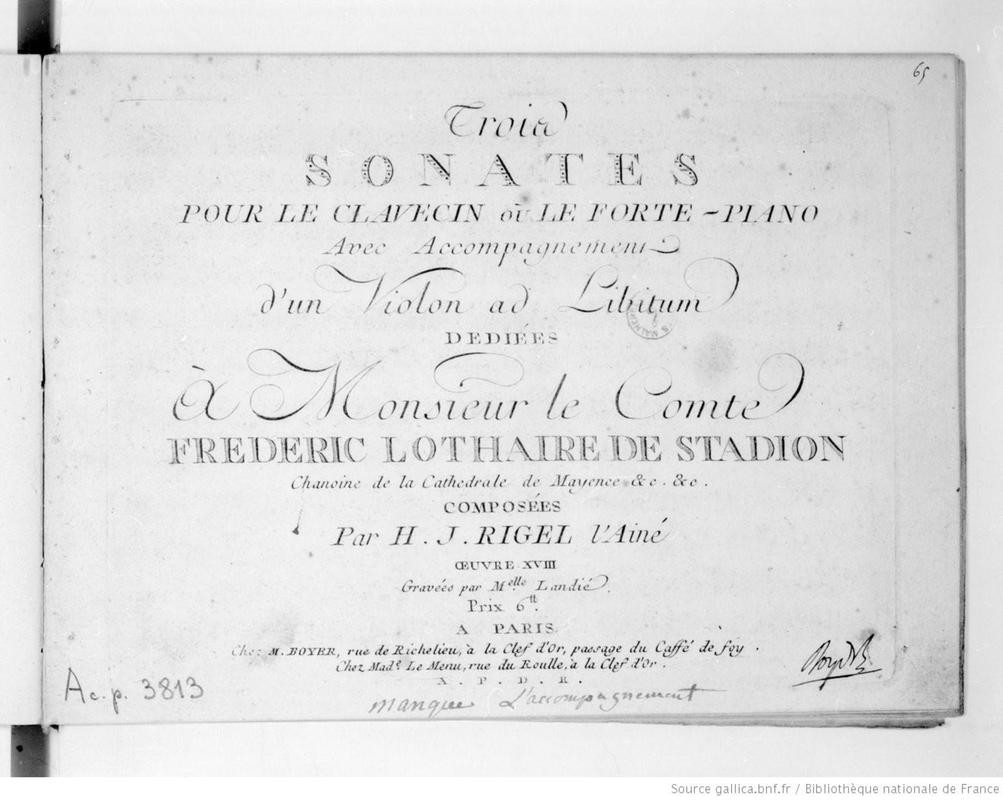 65
Trois
SONATES
POUR LE CLAVECIN où LE FORTE-PIANO
Avec Accompagnement
d'un Violon ad Libitum
DEDIÉES
à Monsieur le Comte
FREDERIC LOTHAIRE DE STADION
Chanoine de la Cathedrale de Mayence &c. &c.
COMPOSÉES
Par H. J. RIGEL l'Ainé
ŒUVRE XVIII
Gravées par Melle Landié.
Prix 6tt.
A PARIS
Chez M. BOYER, rue de Richelieu, à la Clef d'Or, passage du Caffé de foy.
Chez Made Le Menu, rue du Roulle, à la Clef d'Or.
A. P. D. R.
Ac.p. 3813
manque L'accompagnement
Source gallica.bnf.fr / Bibliothèque nationale de France